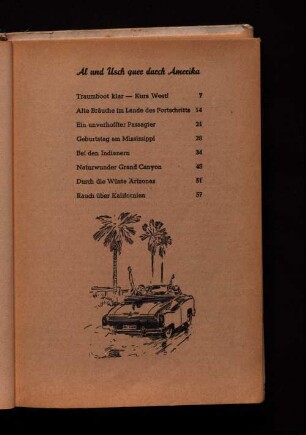 Al und Usch quer durch Amerika
Traumboot klar — Kurs West! 7
Alte Bräuche im Lande des Fortschritts 14
Ein unverhoffter Passagier 21
Geburtstag am Mississippi 28
Bei den Indianern 34
Naturwunder Grand Canyon 45
Durch die Wüste Arizonas 51
Rauch über Kalifornien 57